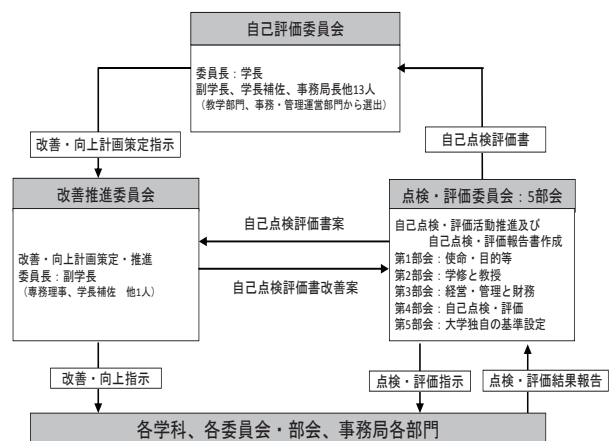 自己評価委員会
委員長：学長
副学長、学長補佐、事務局長他13人
（教学部門、事務・管理運営部門から選出）
改善・向上計画策定指示
自己点検評価書
改善推進委員会
改善・向上計画策定・推進
委員長：副学長
（専務理事、学長補佐　他1人）
自己点検評価書案
自己点検評価書改善案
点検・評価委員会：5部会
自己点検・評価活動推進及び
自己点検・評価報告書作成
第1部会：使命・目的等
第2部会：学修と教授
第3部会：経営・管理と財務
第4部会：自己点検・評価
第5部会：大学独自の基準設定
改善・向上指示
点検・評価指示
点検・評価結果報告
各学科、各委員会・部会、事務局各部門